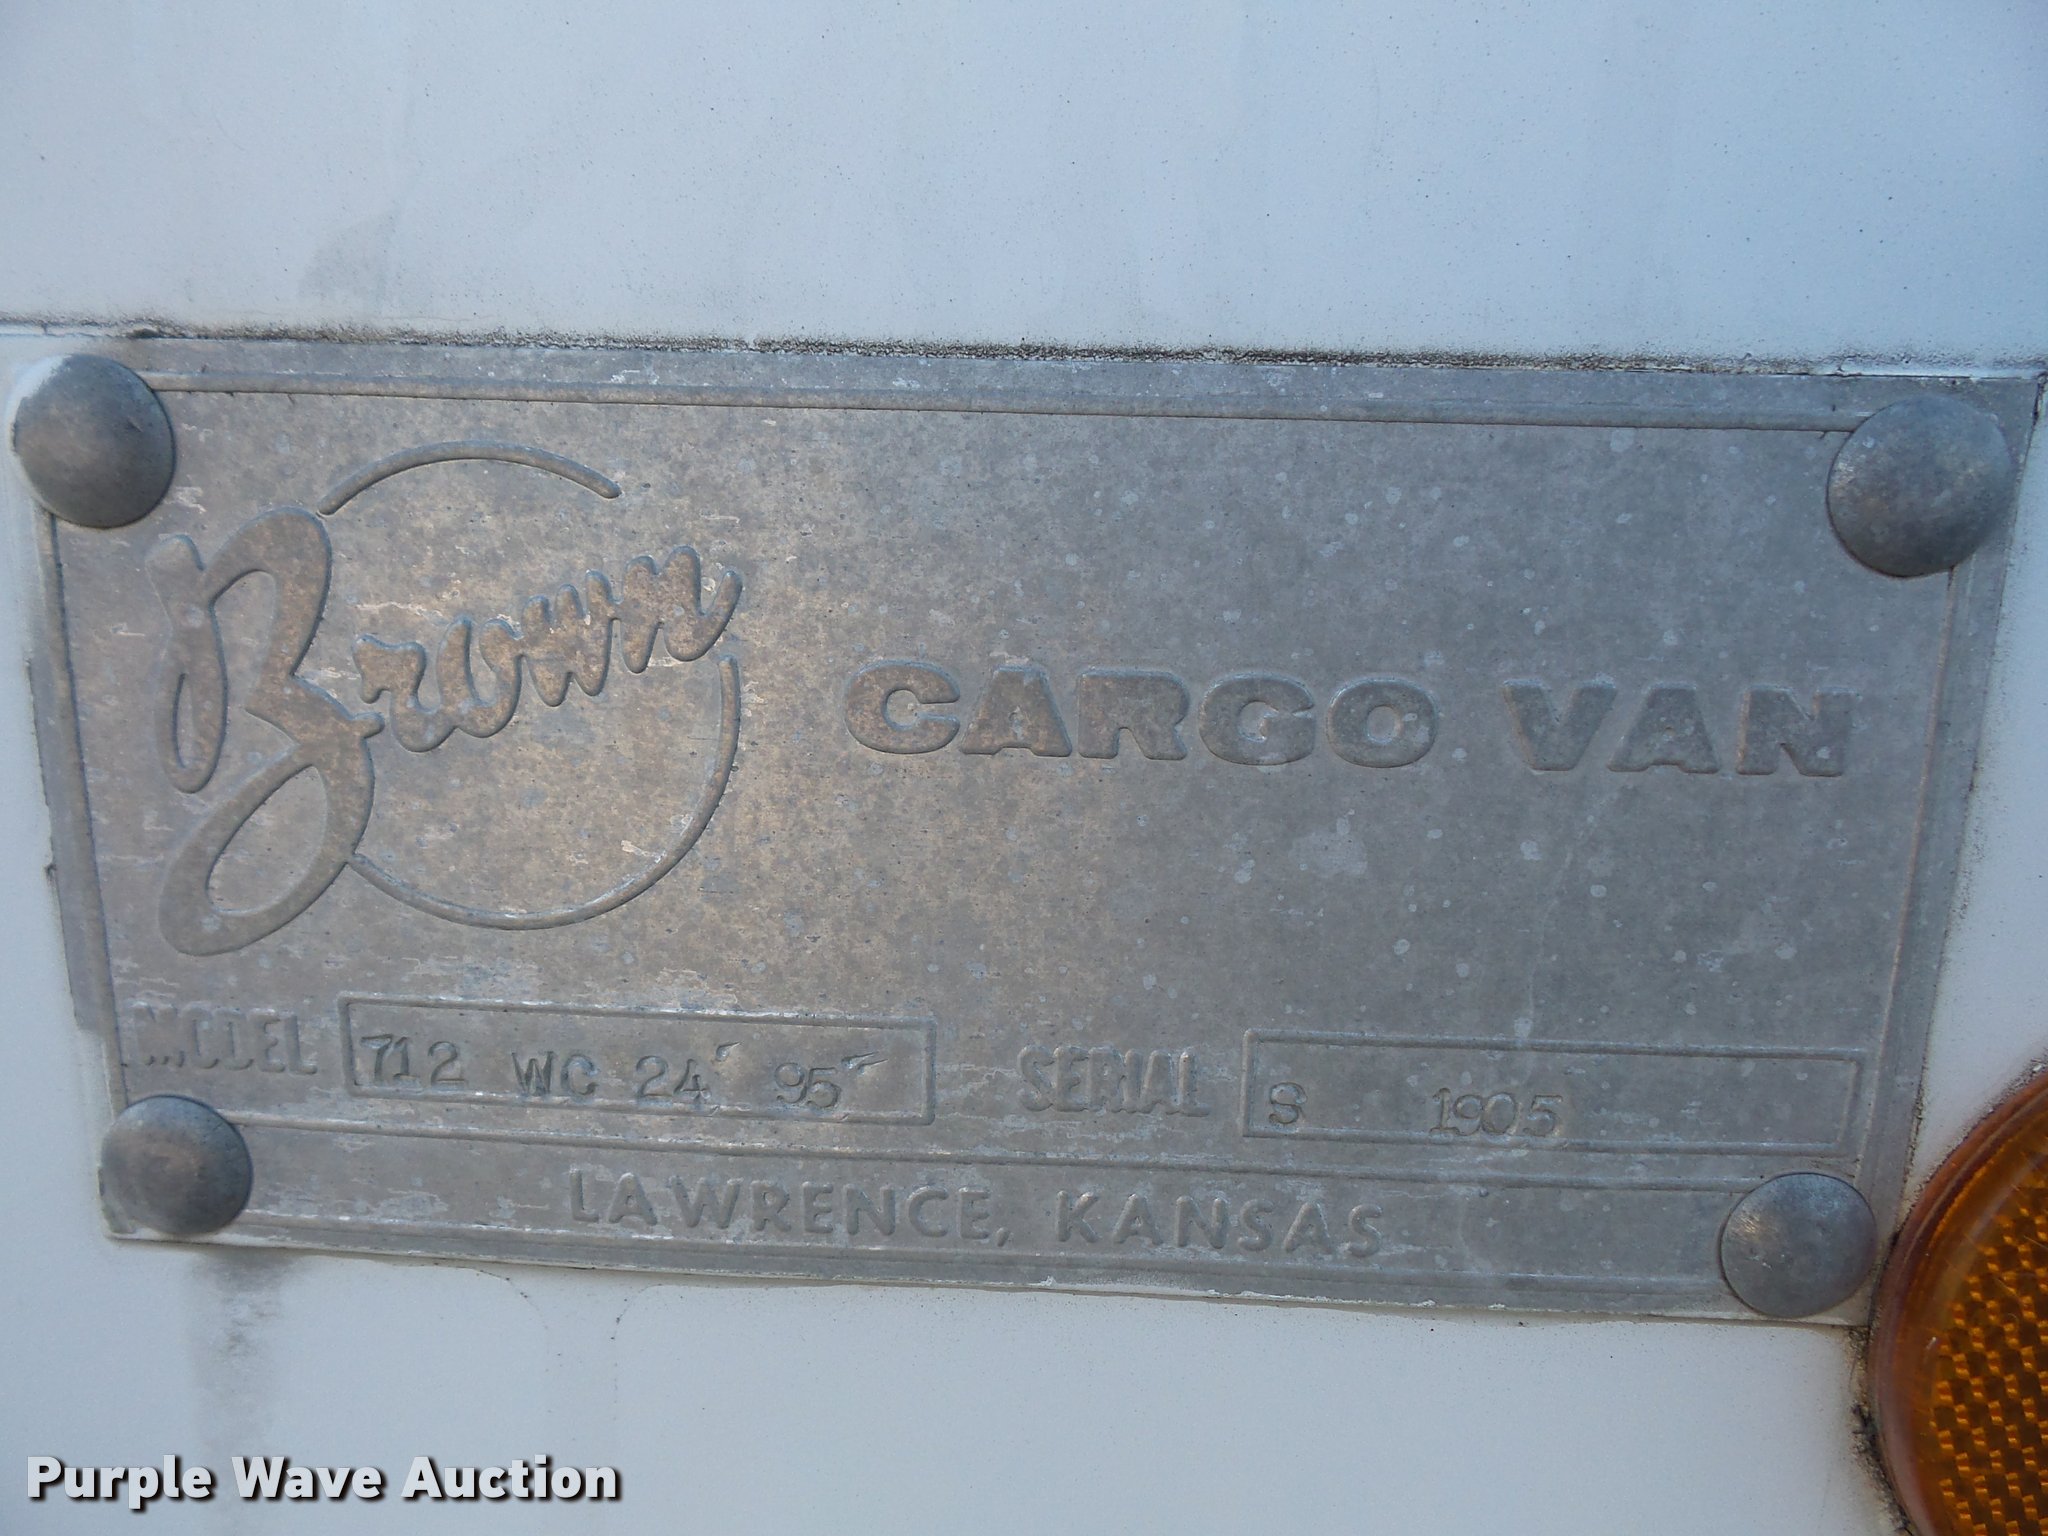 Brown CARGO VAN
MODEL 712 WC 24' 95" SERIAL S 1905
LAWRENCE, KANSAS
Purple Wave Auction